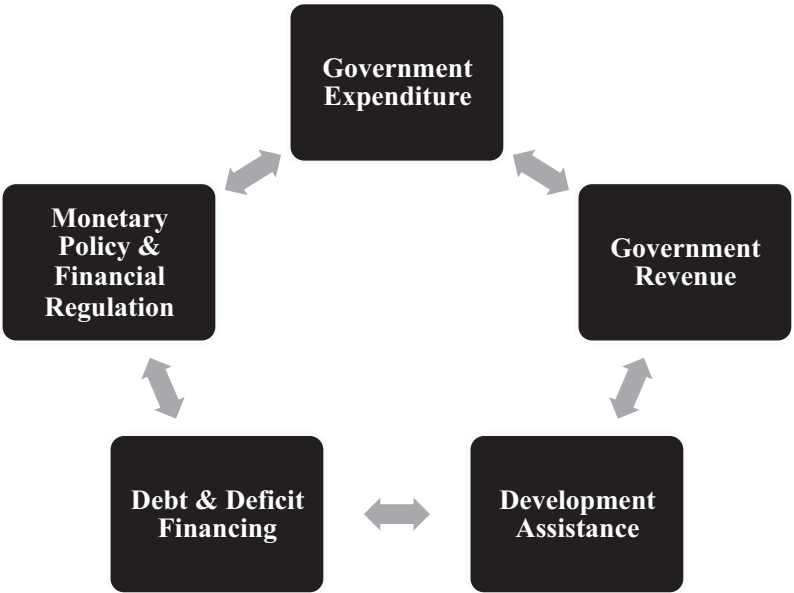 Government
Expenditure
Government
Revenue
Development
Assistance
Debt & Deficit
Financing
Monetary
Policy &
Financial
Regulation